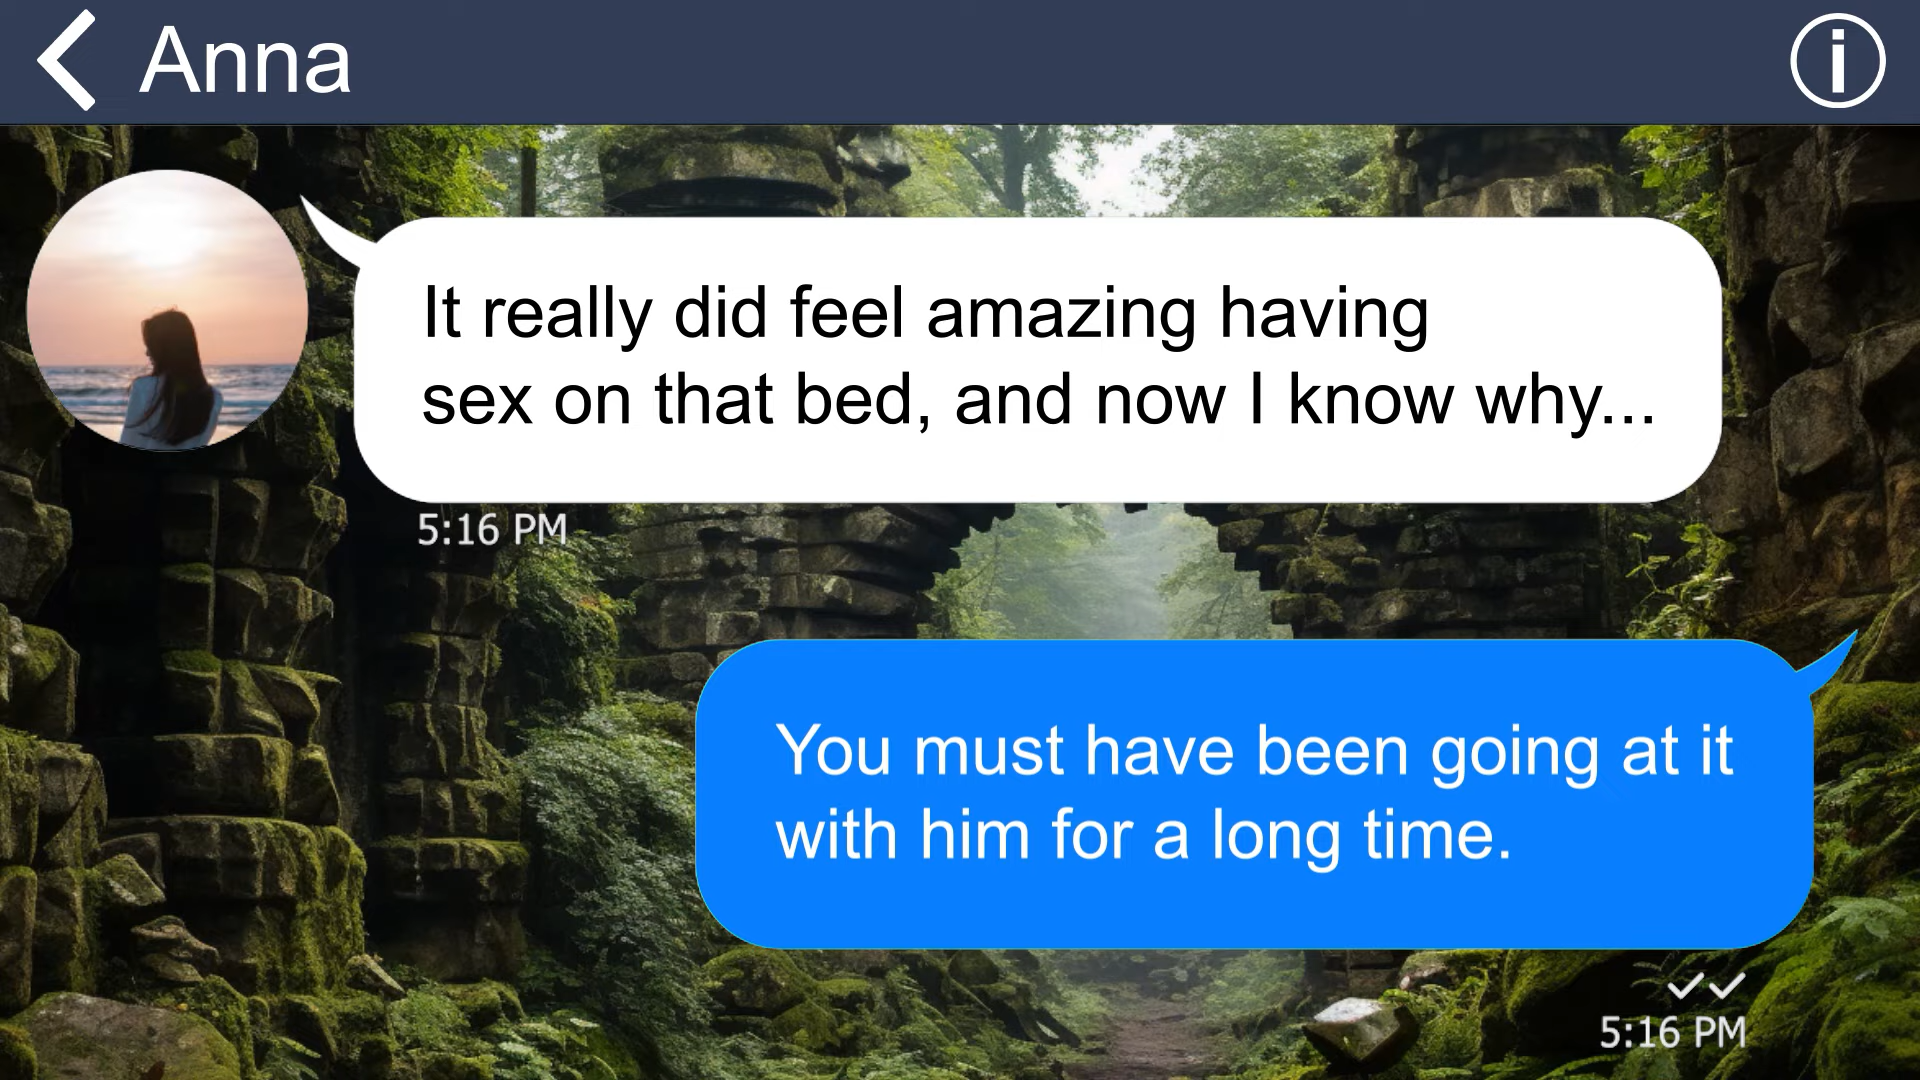 Anna
It really did feel amazing having
sex on that bed, and now I know why...
5:16 PM
You must have been going at it
with him for a long time.
5:16 PM